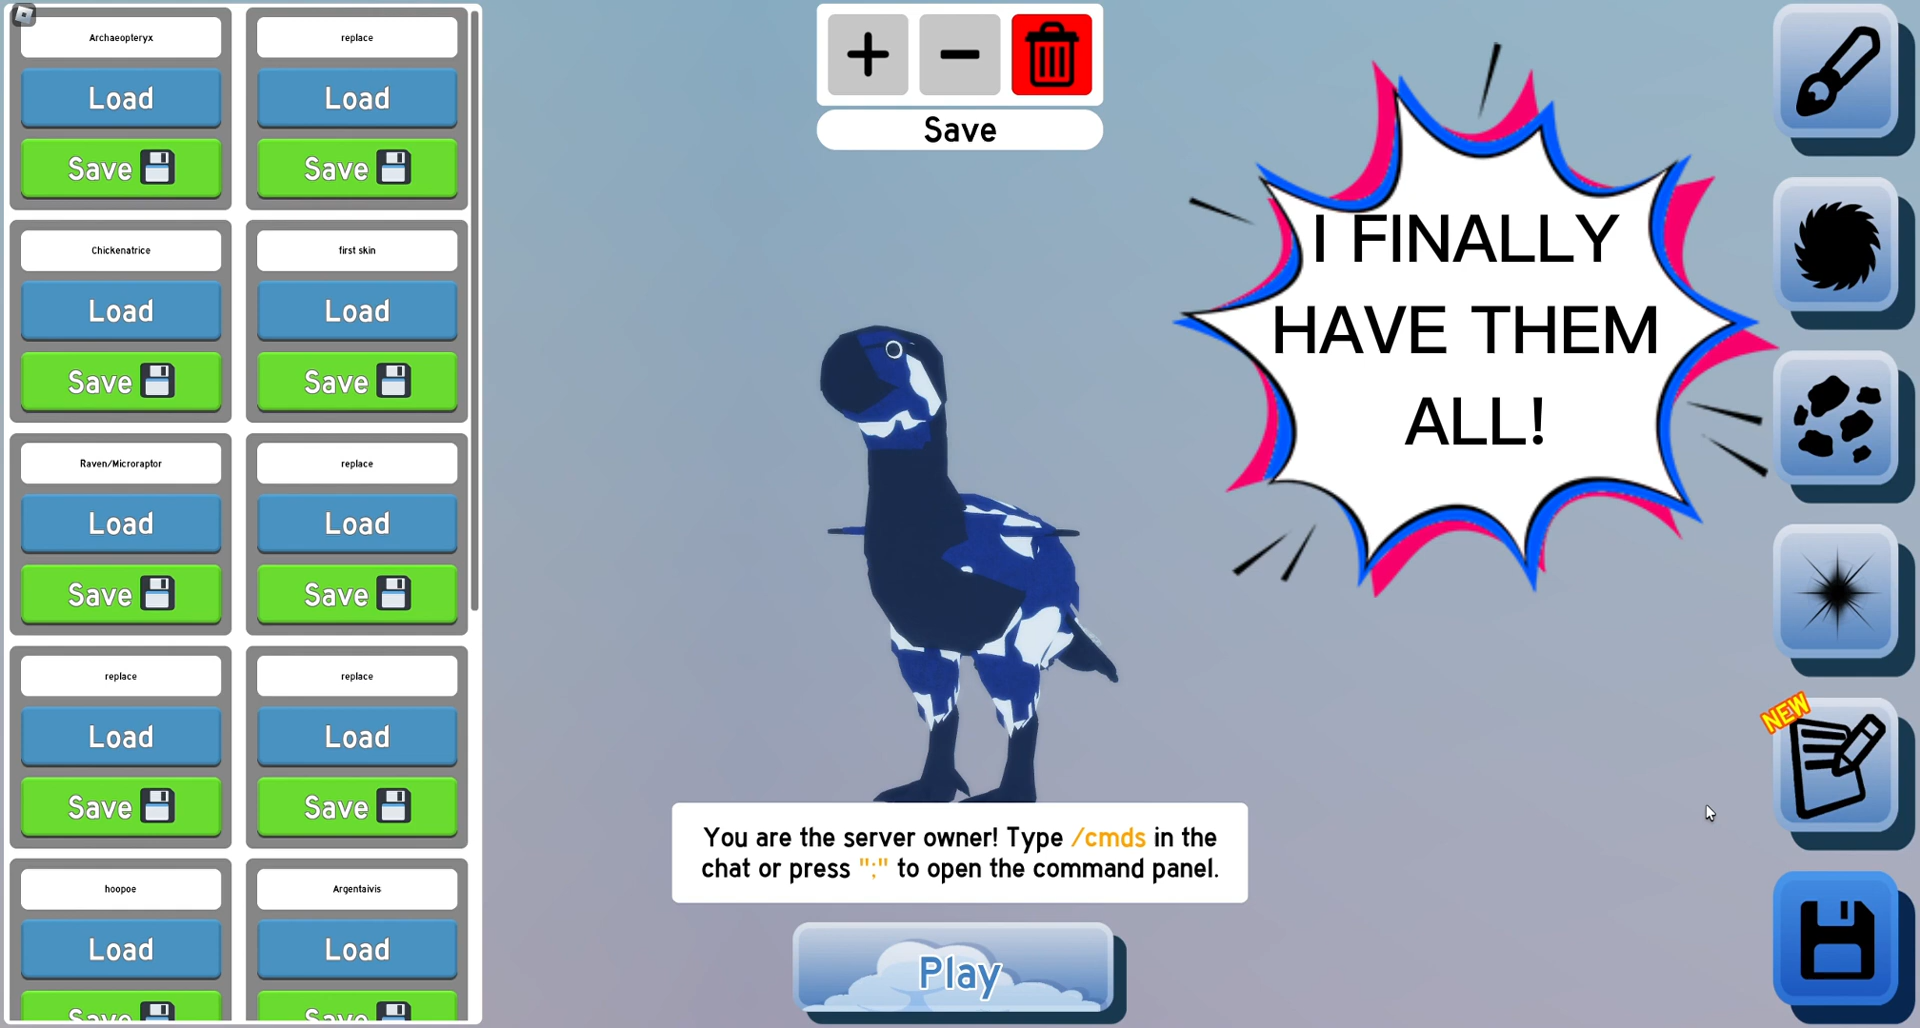 Archaeopteryx
Load
Save
replace
Load
Save
Chickenatrice
Load
Save
first skin
Load
Save
Raven/Microraptor
Load
Save
replace
Load
Save
replace
Load
Save
replace
Load
Save
hoopoe
Load
Save
Argentaivis
Load
Save
Save
I FINALLY
HAVE THEM
ALL!
NEW
You are the server owner! Type /cmds in the
chat or press ";" to open the command panel.
Play